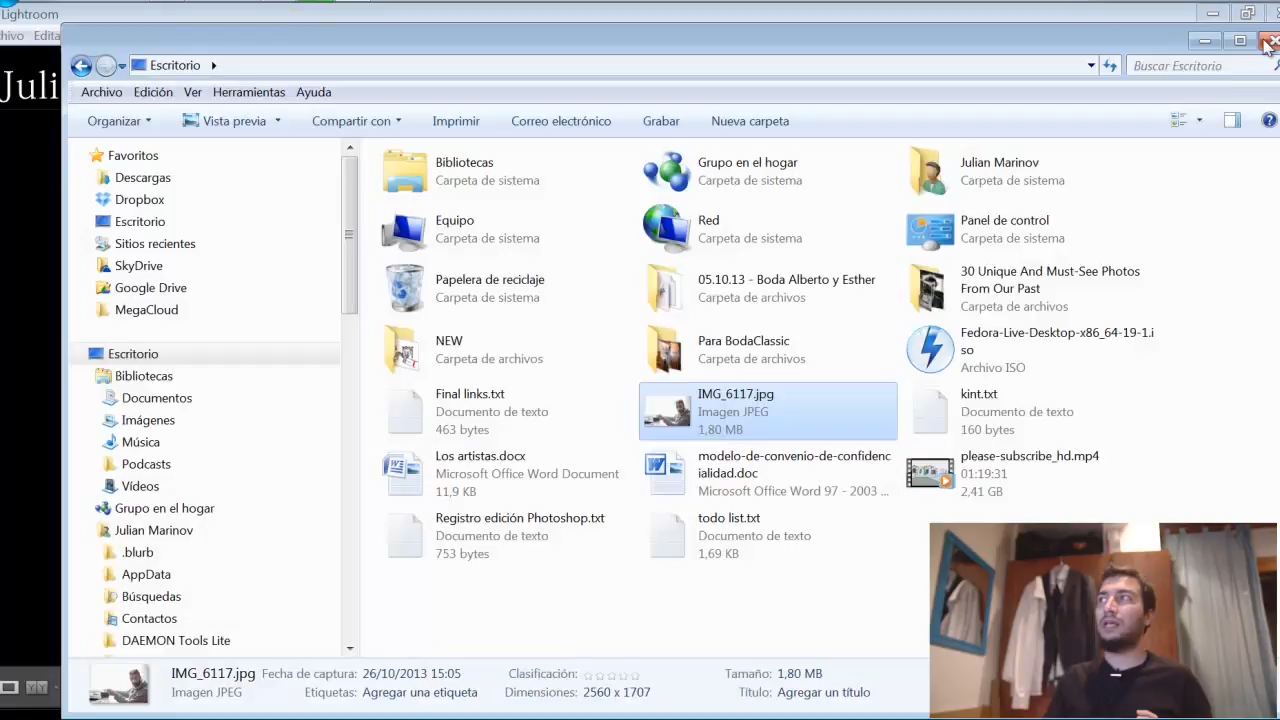 Lightroom
hivo Edita
Juli
Escritorio
Buscar Escritorio
Archivo Edición Ver Herramientas Ayuda
Organizar Vista previa Compartir con Imprimir Correo electrónico Grabar Nueva carpeta
Favoritos
Descargas
Dropbox
Escritorio
Sitios recientes
SkyDrive
Google Drive
MegaCloud
Escritorio
Bibliotecas
Documentos
Imágenes
Música
Podcasts
Vídeos
Grupo en el hogar
Julian Marinov
.blurb
AppData
Búsquedas
Contactos
DAEMON Tools Lite
Bibliotecas
Carpeta de sistema
Grupo en el hogar
Carpeta de sistema
Julian Marinov
Carpeta de sistema
Equipo
Carpeta de sistema
Red
Carpeta de sistema
Panel de control
Carpeta de sistema
Papelera de reciclaje
Carpeta de sistema
05.10.13 - Boda Alberto y Esther
Carpeta de archivos
30 Unique And Must-See Photos
From Our Past
Carpeta de archivos
NEW
Carpeta de archivos
Para BodaClassic
Carpeta de archivos
Fedora-Live-Desktop-x86_64-19-1.i
so
Archivo ISO
Final links.txt
Documento de texto
463 bytes
IMG_6117.jpg
Imagen JPEG
1,80 MB
kint.txt
Documento de texto
160 bytes
Los artistas.docx
Microsoft Office Word Document
11,9 KB
modelo-de-convenio-de-confidenc
ialidad.doc
Microsoft Office Word 97 - 2003 ...
please-subscribe_hd.mp4
01:19:31
2,41 GB
Registro edición Photoshop.txt
Documento de texto
753 bytes
todo list.txt
Documento de texto
1,69 KB
IMG_6117.jpg Fecha de captura: 26/10/2013 15:05 Clasificación: Tamaño: 1,80 MB
Imagen JPEG Etiquetas: Agregar una etiqueta Dimensiones: 2560 x 1707 Título: Agregar un título